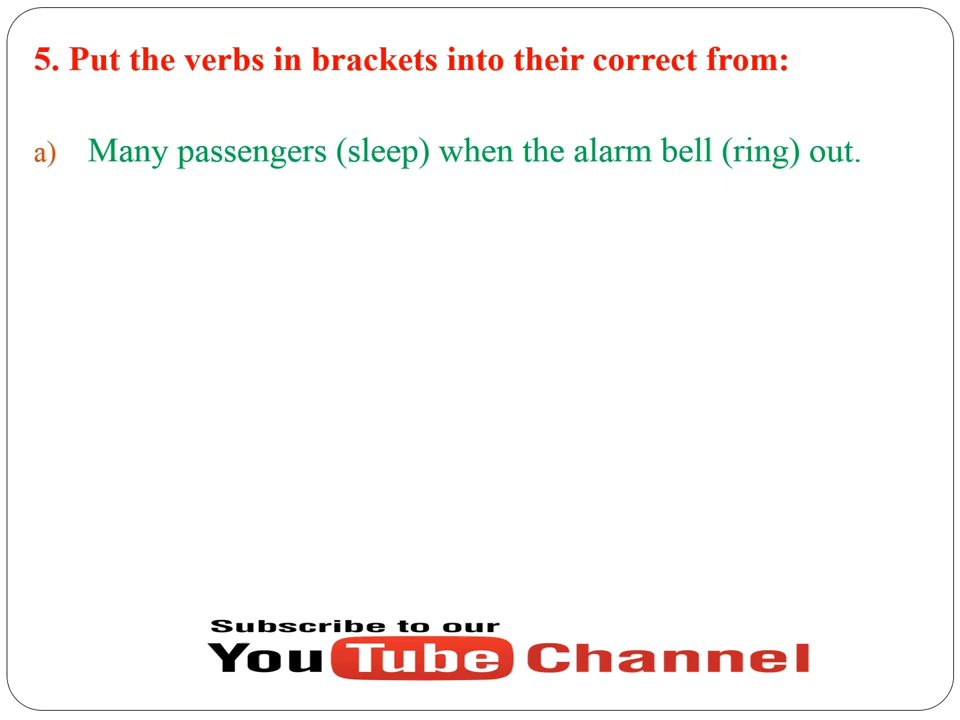 5. Put the verbs in brackets into their correct from:
a) Many passengers (sleep) when the alarm bell (ring) out.
Subscribe to our
YouTube Channel